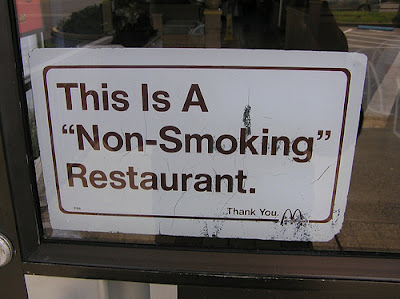 This Is A
“Non-Smoking”
Restaurant.
Thank You.